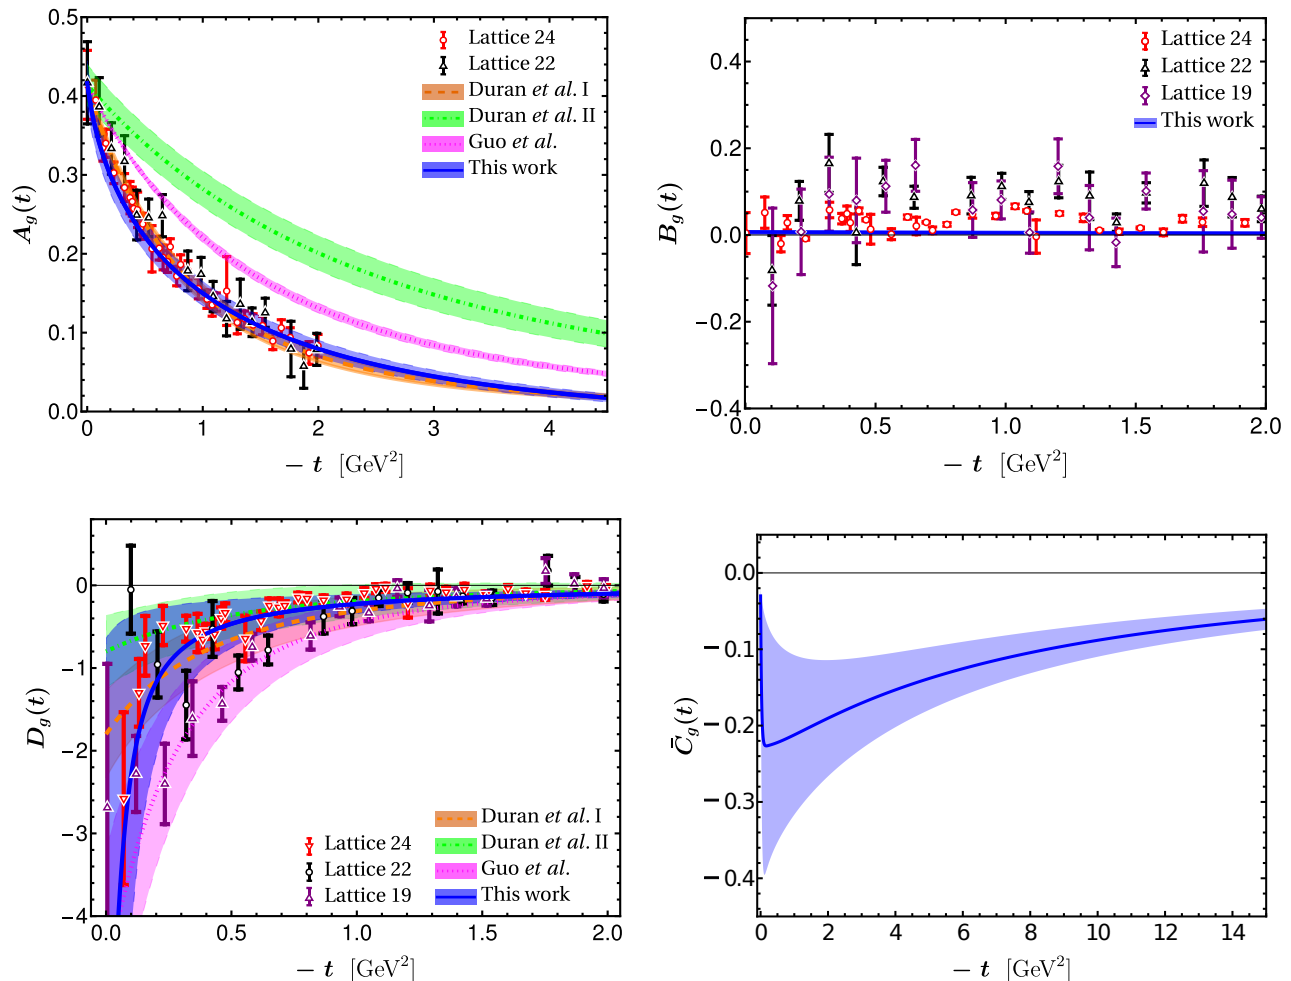 0.5
0.4
0.3
0.2
0.1
0.0
A_g(t)
Lattice 24
Lattice 22
Duran et al. I
Duran et al. II
Guo et al.
This work
0 1 2 3 4
− t [GeV²]
0.4
0.2
0.0
−0.2
−0.4
B_g(t)
Lattice 24
Lattice 22
Lattice 19
This work
0.0 0.5 1.0 1.5 2.0
− t [GeV²]
0
−1
−2
−3
−4
D_g(t)
Lattice 24
Lattice 22
Lattice 19
Duran et al. I
Duran et al. II
Guo et al.
This work
0.0 0.5 1.0 1.5 2.0
− t [GeV²]
0.0
−0.1
−0.2
−0.3
−0.4
C̄_g(t)
0 2 4 6 8 10 12 14
− t [GeV²]